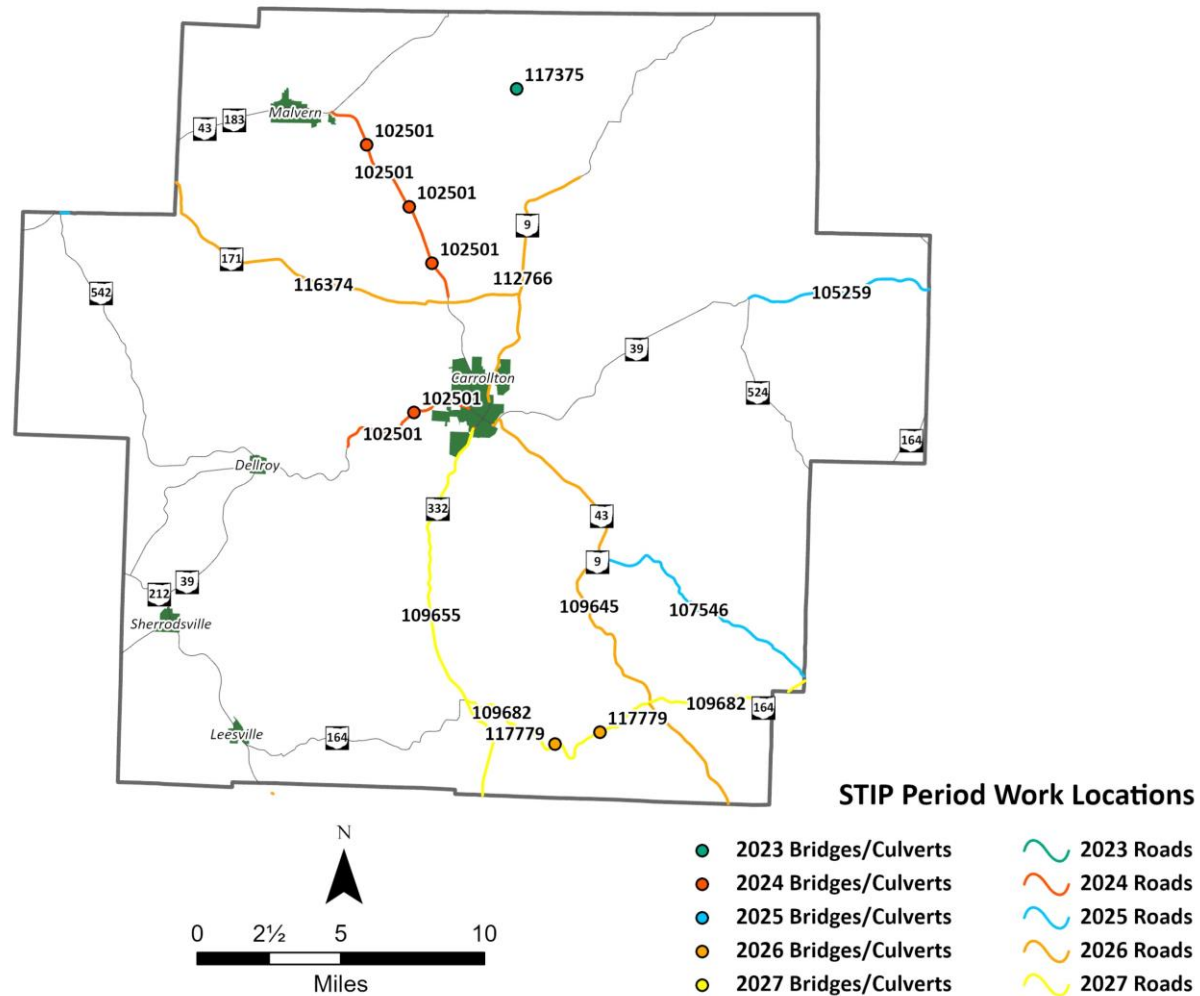 117375
Malvern
43
183
102501
102501
102501
9
102501
171
116374
112766
105259
542
39
Carrollton
524
102501
102501
164
Dellroy
332
43
9
212
39
109655
109645
107546
Sherrodsville
109682
109682
164
117779
117779
Leesville
164
STIP Period Work Locations
N
2023 Bridges/Culverts
2023 Roads
2024 Bridges/Culverts
2024 Roads
2025 Bridges/Culverts
2025 Roads
2026 Bridges/Culverts
2026 Roads
2027 Bridges/Culverts
2027 Roads
0 2½ 5 10
Miles